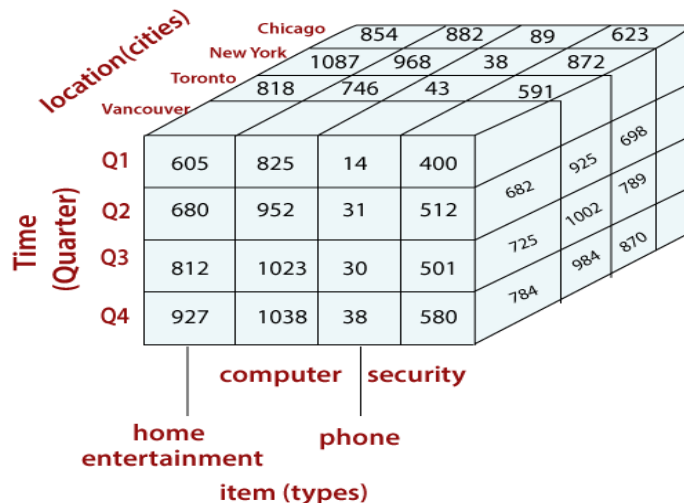 location(cities)
Chicago 854 882 89 623
New York 1087 968 38 872
Toronto 818 746 43 591
Vancouver
Time
(Quarter)
Q1 605 825 14 400
Q2 680 952 31 512
Q3 812 1023 30 501
Q4 927 1038 38 580
682 925 698
725 1002 789
784 984 870
computer security
home
entertainment
phone
item (types)